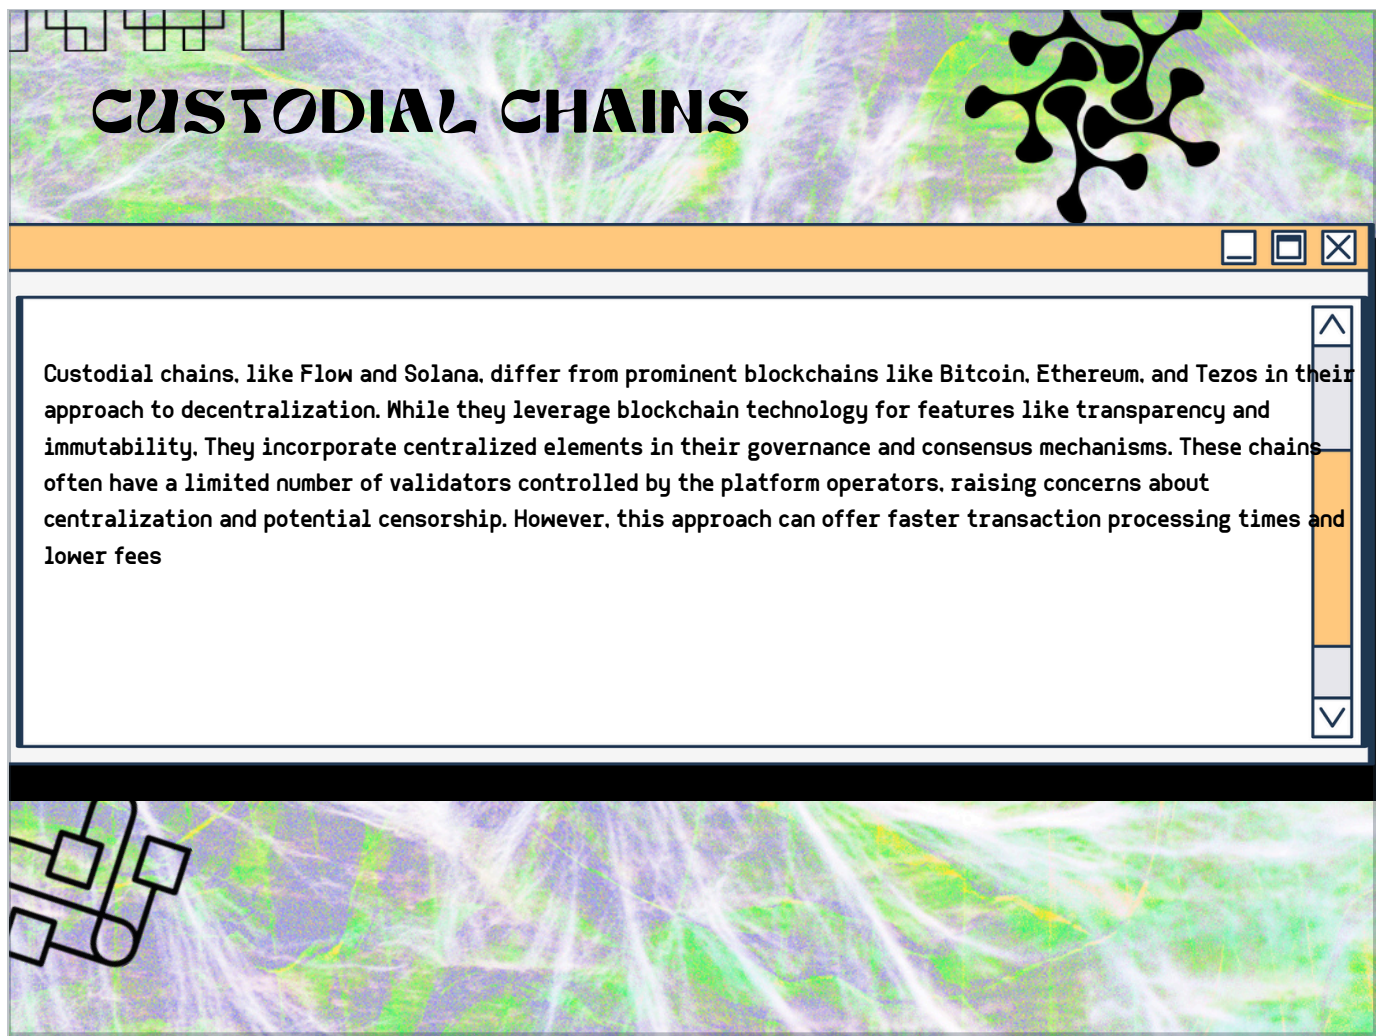 CUSTODIAL CHAINS
Custodial chains, like Flow and Solana, differ from prominent blockchains like Bitcoin, Ethereum, and Tezos in their
approach to decentralization. While they leverage blockchain technology for features like transparency and
immutability, They incorporate centralized elements in their governance and consensus mechanisms. These chains
often have a limited number of validators controlled by the platform operators, raising concerns about
centralization and potential censorship. However, this approach can offer faster transaction processing times and
lower fees